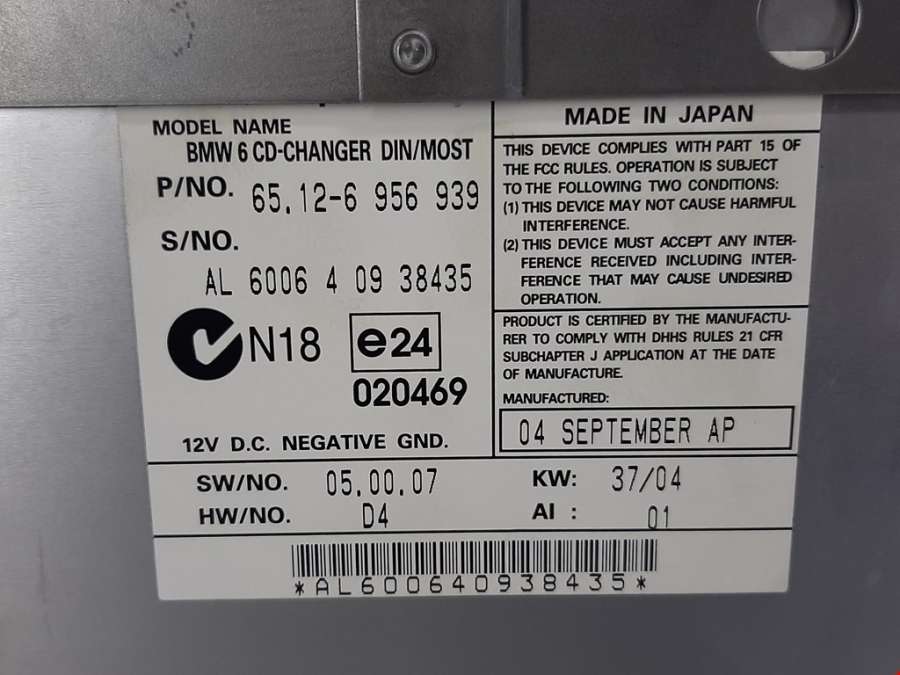 MODEL NAME
BMW 6 CD-CHANGER DIN/MOST
P/NO. 65.12-6 956 939
S/NO.
AL 6006 4 09 38435
N18
e24
020469
12V D.C. NEGATIVE GND.
MADE IN JAPAN
THIS DEVICE COMPLIES WITH PART 15 OF
THE FCC RULES. OPERATION IS SUBJECT
TO THE FOLLOWING TWO CONDITIONS:
(1) THIS DEVICE MAY NOT CAUSE HARMFUL
INTERFERENCE.
(2) THIS DEVICE MUST ACCEPT ANY INTER-
FERENCE RECEIVED INCLUDING INTER-
FERENCE THAT MAY CAUSE UNDESIRED
OPERATION.
PRODUCT IS CERTIFIED BY THE MANUFACTU-
RER TO COMPLY WITH DHHS RULES 21 CFR
SUBCHAPTER J APPLICATION AT THE DATE
OF MANUFACTURE.
MANUFACTURED:
04 SEPTEMBER AP
SW/NO. 05.00.07 KW: 37/04
HW/NO. D4 AI : 01
*AL600640938435*